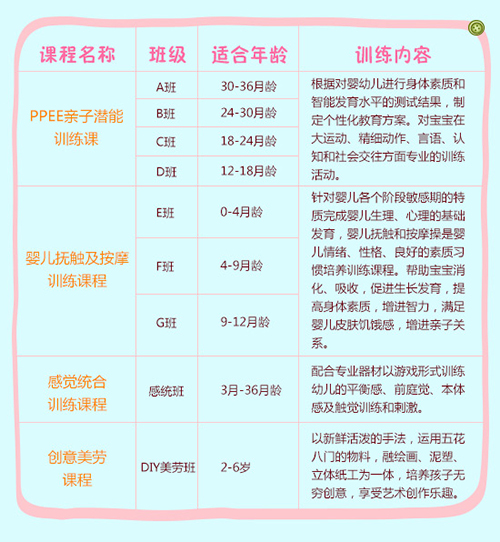 课程名称 班级 适合年龄 训练内容
PPEE亲子潜能
训练课
A班 30-36月龄
B班 24-30月龄
C班 18-24月龄
D班 12-18月龄
根据对婴幼儿进行身体素质和
智能发育水平的测试结果，制
定个性化教育方案。对宝宝在
大运动、精细动作、言语、认
知和社会交往方面专业的训练
活动。
婴儿抚触及按摩
训练课程
E班 0-4月龄
F班 4-9月龄
G班 9-12月龄
针对婴儿各个阶段敏感期的特
质完成婴儿生理、心理的基础
发育，婴儿抚触和按摩操是婴
儿情绪、性格、良好的素质习
惯培养训练课程。帮助宝宝消
化、吸收，促进生长发育，提
高身体素质，增进智力，满足
婴儿皮肤饥饿感，增进亲子关
系。
感觉统合
训练课程
感统班 3月-36月龄
配合专业器材以游戏形式训练
幼儿的平衡感、前庭觉、本体
感及触觉训练和刺激。
创意美劳
课程
DIY美劳班 2-6岁
以新鲜活泼的手法，运用五花
八门的物料，融绘画、泥塑、
立体纸工为一体，培养孩子无
穷创意，享受艺术创作乐趣。